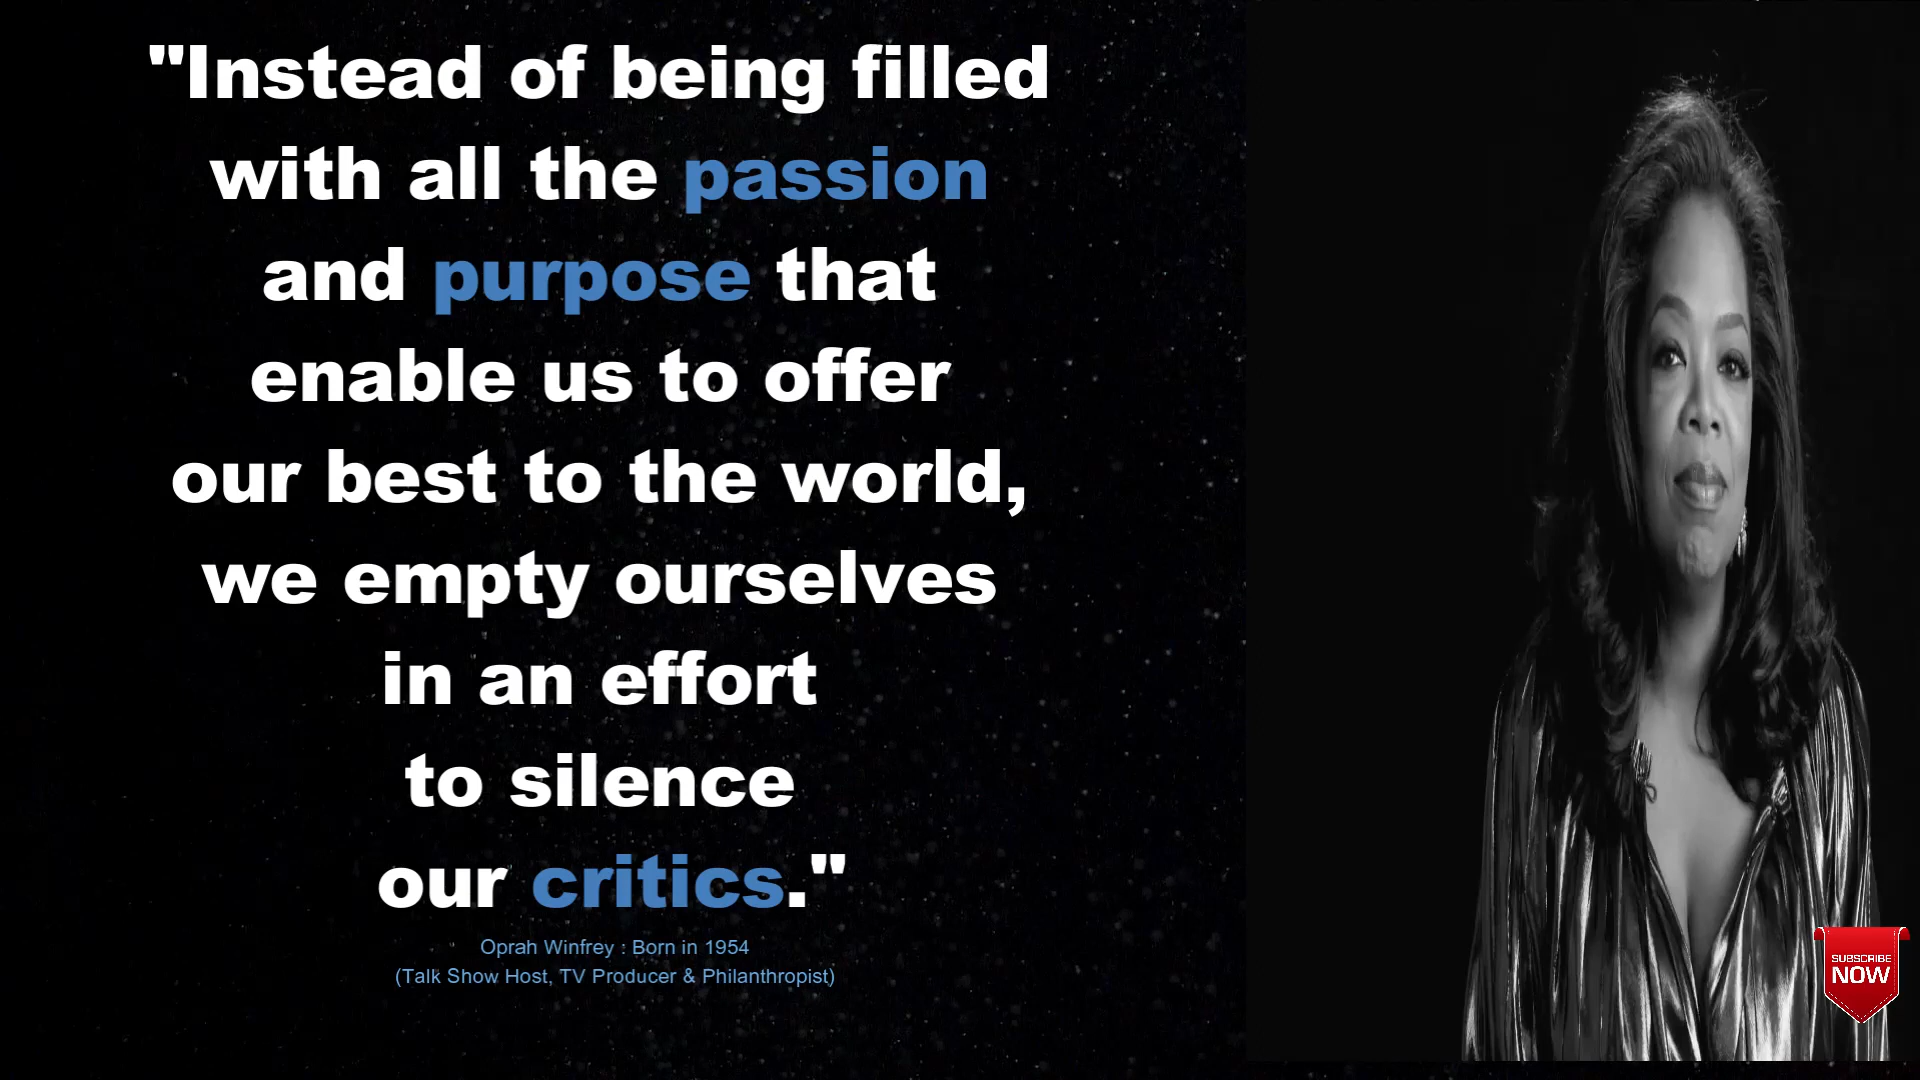 "Instead of being filled
with all the passion
and purpose that
enable us to offer
our best to the world,
we empty ourselves
in an effort
to silence
our critics."
Oprah Winfrey : Born in 1954
(Talk Show Host, TV Producer & Philanthropist)
SUBSCRIBE
NOW